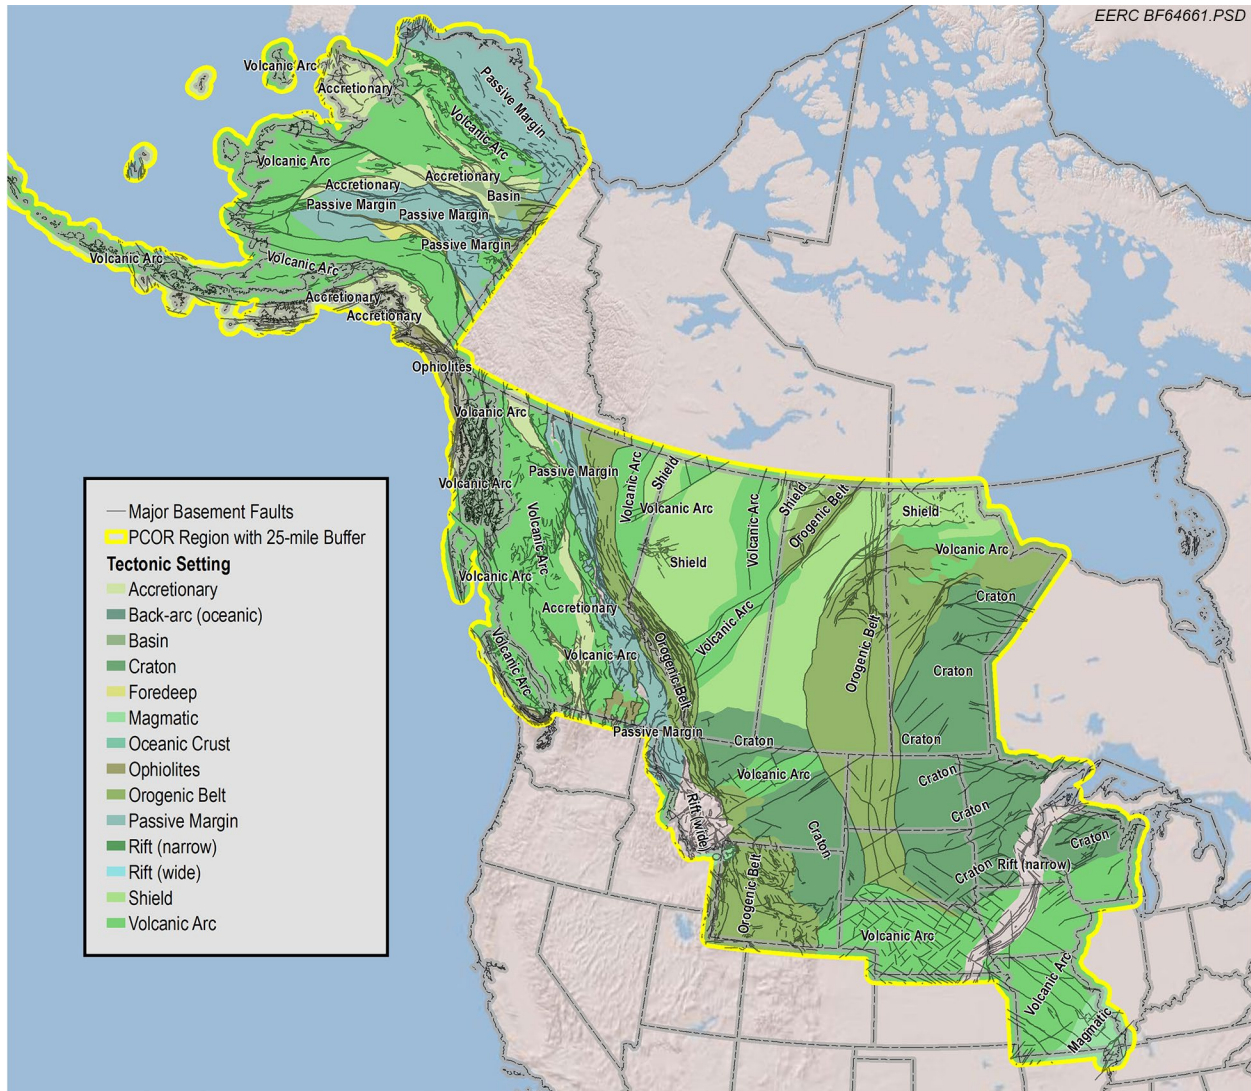 EERC BF64661.PSD
Volcanic Arc
Accretionary
Passive Margin
Volcanic Arc
Volcanic Arc
Accretionary
Accretionary
Basin
Passive Margin
Passive Margin
Passive Margin
Volcanic Arc
Volcanic Arc
Accretionary
Accretionary
Ophiolites
Volcanic Arc
Passive Margin
Volcanic Arc
Shield
Volcanic Arc
Volcanic Arc
Volcanic Arc
Shield
Orogenic Belt
Shield
Volcanic Arc
Volcanic Arc
Shield
Volcanic Arc
Craton
Accretionary
Volcanic Arc
Volcanic Arc
Volcanic Arc
Orogenic Belt
Orogenic Belt
Craton
Passive Margin
Craton
Craton
Volcanic Arc
Craton
Craton
Rift (wide)
Craton
Craton
Craton
Rift (narrow)
Orogenic Belt
Volcanic Arc
Volcanic Arc
Magmatic
Major Basement Faults
PCOR Region with 25-mile Buffer
Tectonic Setting
Accretionary
Back-arc (oceanic)
Basin
Craton
Foredeep
Magmatic
Oceanic Crust
Ophiolites
Orogenic Belt
Passive Margin
Rift (narrow)
Rift (wide)
Shield
Volcanic Arc